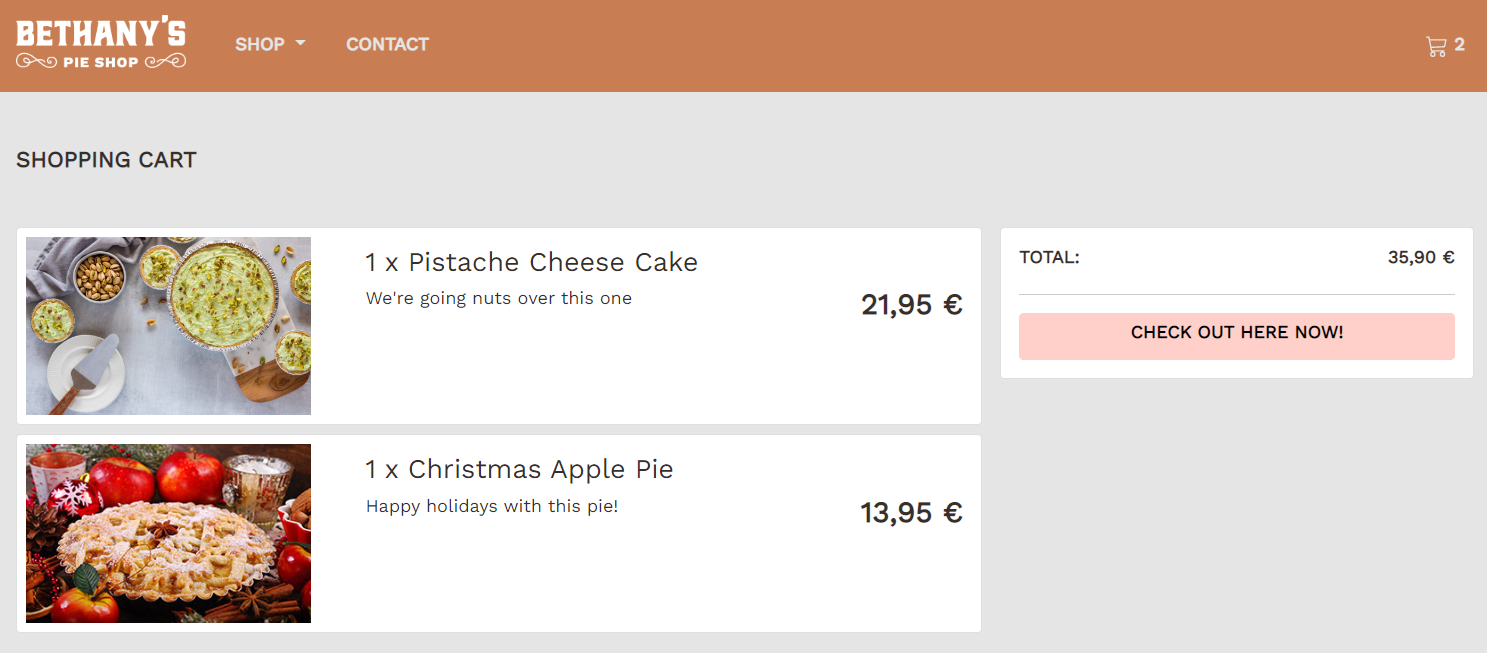 BETHANY'S
PIE SHOP
SHOP
CONTACT
2
SHOPPING CART
1 x Pistache Cheese Cake
We're going nuts over this one
21,95 €
1 x Christmas Apple Pie
Happy holidays with this pie!
13,95 €
TOTAL: 35,90 €
CHECK OUT HERE NOW!